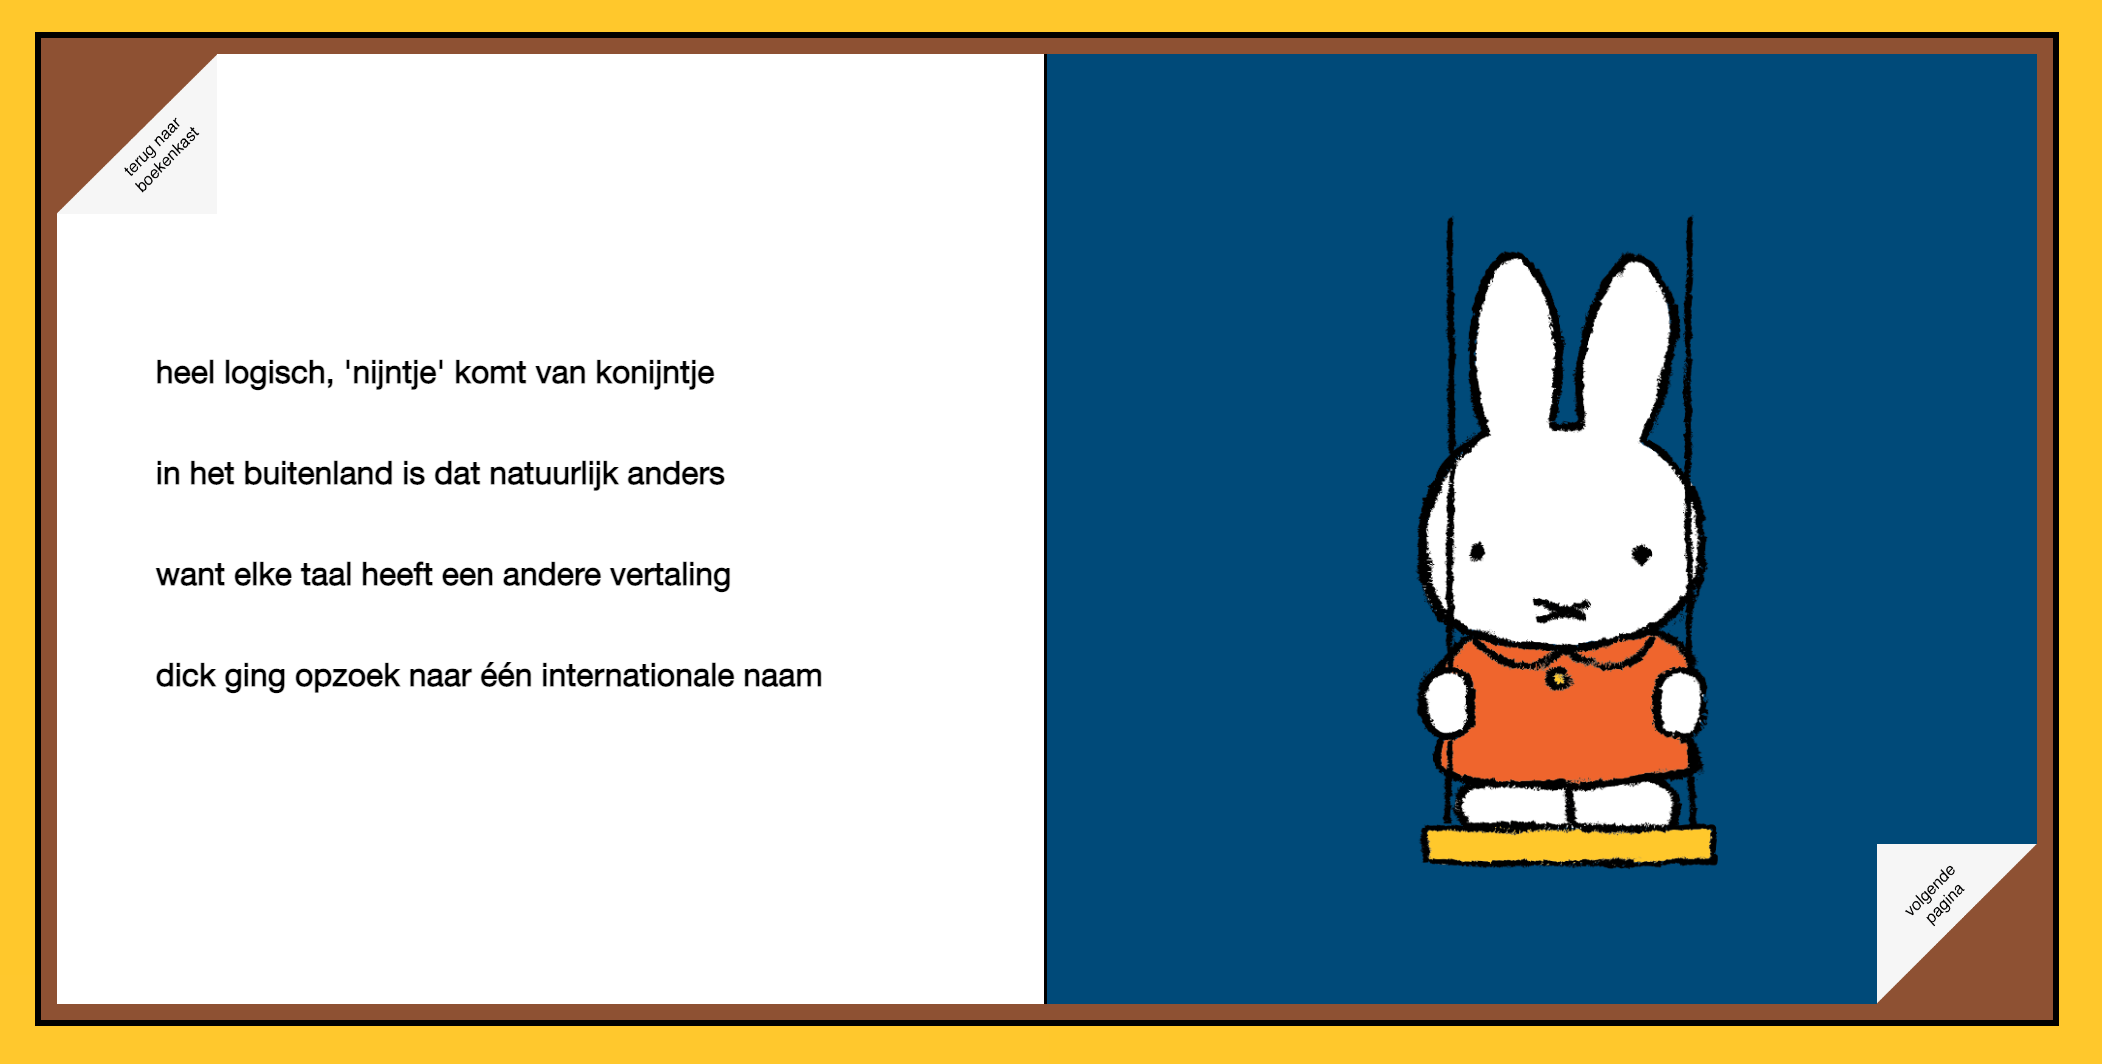 terug naar
boekenkast
heel logisch, 'nijntje' komt van konijntje
in het buitenland is dat natuurlijk anders
want elke taal heeft een andere vertaling
dick ging opzoek naar één internationale naam
volgende
pagina